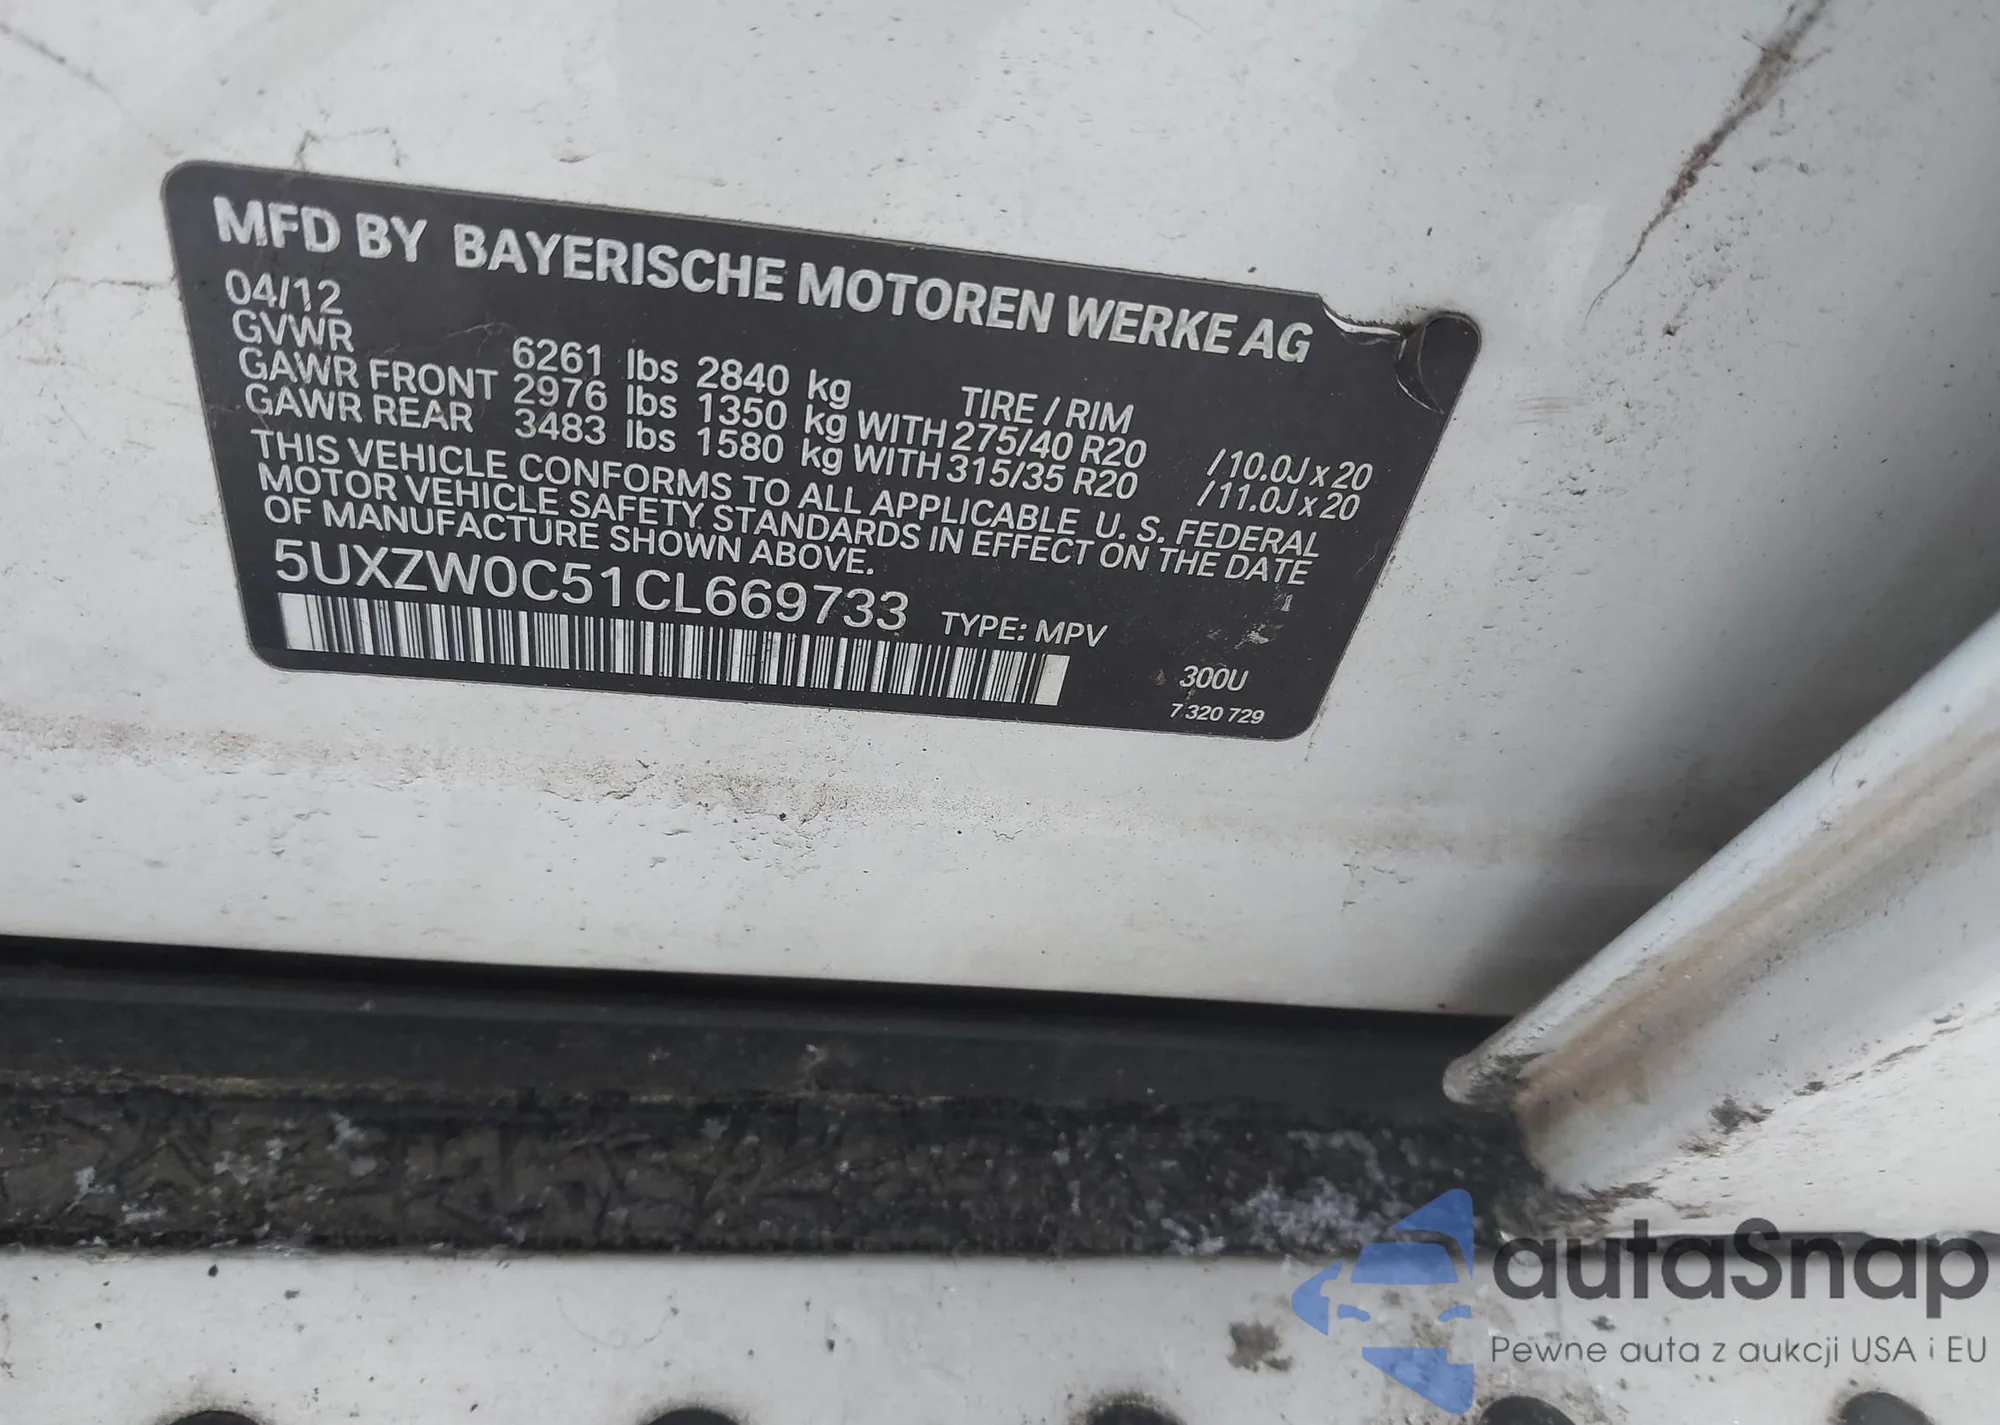 MFD BY BAYERISCHE MOTOREN WERKE AG
04/12
GVWR 6261 lbs 2840 kg TIRE / RIM
GAWR FRONT 2976 lbs 1350 kg WITH 275/40 R20 /10.0J x 20
GAWR REAR 3483 lbs 1580 kg WITH 315/35 R20 /11.0J x 20
THIS VEHICLE CONFORMS TO ALL APPLICABLE U. S. FEDERAL
MOTOR VEHICLE SAFETY STANDARDS IN EFFECT ON THE DATE
OF MANUFACTURE SHOWN ABOVE.
5UXZW0C51CL669733 TYPE: MPV
300U
7 320 729
autaSnap
Pewne auta z aukcji USA i EU